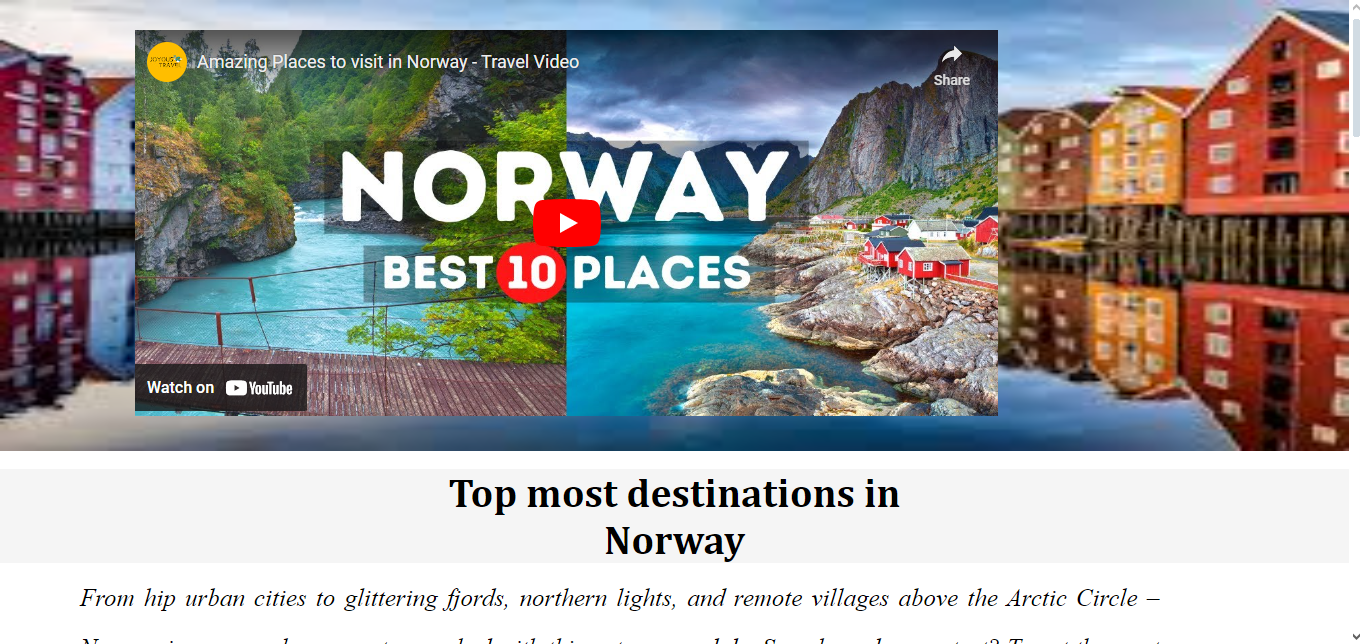 JOYOUS TRAVEL
Amazing Places to visit in Norway - Travel Video
Share
NORWAY
BEST 10 PLACES
Watch on YouTube
Top most destinations in
Norway
From hip urban cities to glittering fjords, northern lights, and remote villages above the Arctic Circle –